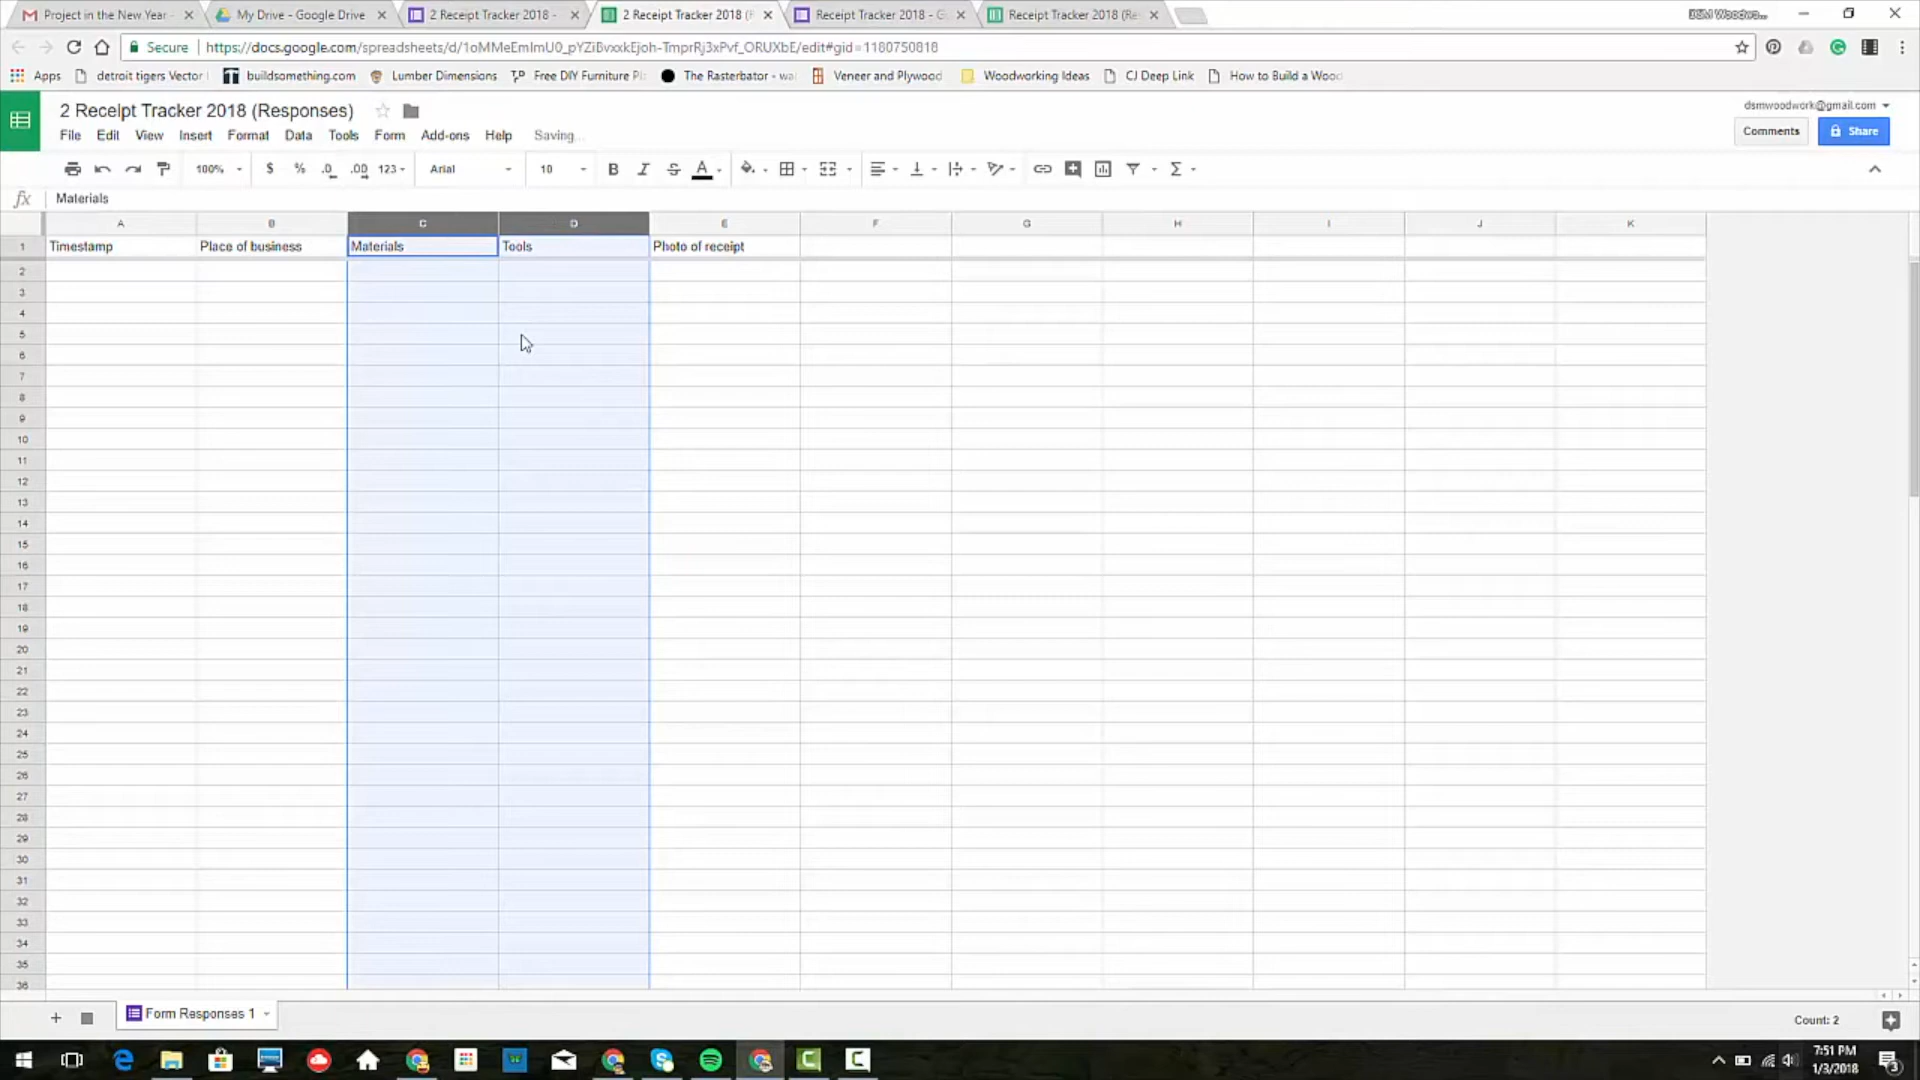 Project in the New Year -
My Drive - Google Drive
2 Receipt Tracker 2018 -
2 Receipt Tracker 2018 (
Receipt Tracker 2018 - G
Receipt Tracker 2018 (Re
Secure
https://docs.google.com/spreadsheets/d/1oMMeEmImU0_pYZiBvxxkEjoh-TmprRj3xPvf_ORUXbE/edit#gid=1180750818
Apps
detroit tigers Vector
buildsomething.com
Lumber Dimensions
Free DIY Furniture Pl
The Rasterbator - wa
Veneer and Plywood
Woodworking Ideas
CJ Deep Link
How to Build a Wood
2 Receipt Tracker 2018 (Responses)
dsmwoodwork@gmail.com
File Edit View Insert Format Data Tools Form Add-ons Help Saving...
Comments
Share
100% $ % .0 .00 123 Arial 10 B I S A
fx Materials
A B C D E F G H I J K
1 Timestamp Place of business Materials Tools Photo of receipt
2
3
4
5
6
7
8
9
10
11
12
13
14
15
16
17
18
19
20
21
22
23
24
25
26
27
28
29
30
31
32
33
34
35
36
Form Responses 1
Count: 2
7:51 PM
1/3/2018
3